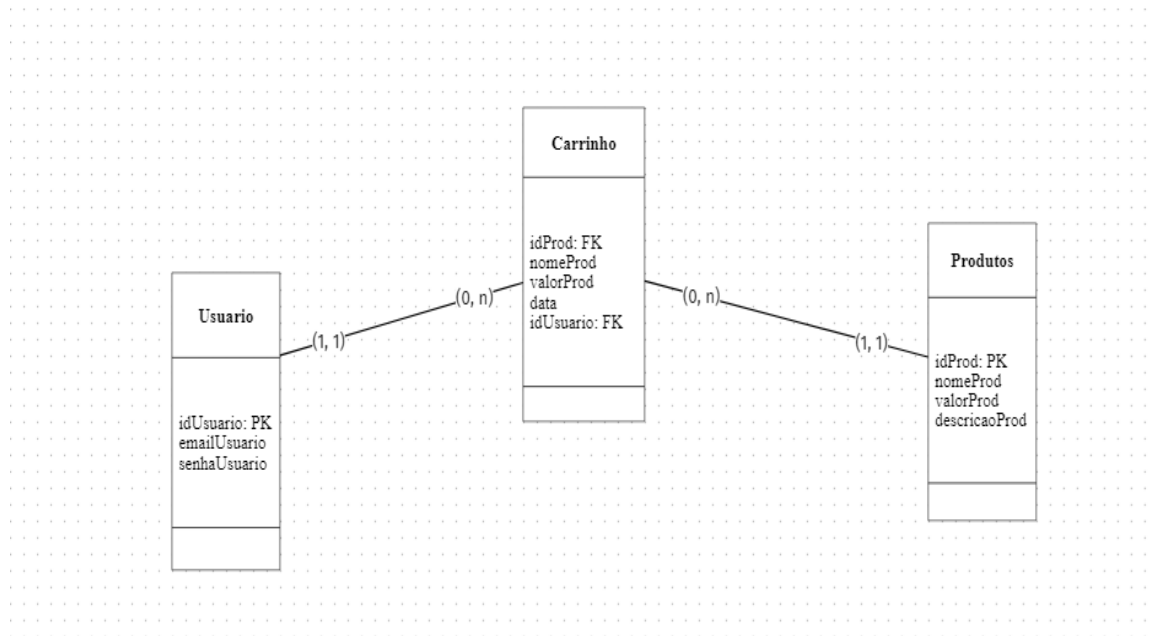 Carrinho
idProd: FK
nomeProd
valorProd
data
idUsuario: FK
Usuario
idUsuario: PK
emailUsuario
senhaUsuario
Produtos
idProd: PK
nomeProd
valorProd
descricaoProd
(1, 1)
(0, n)
(0, n)
(1, 1)